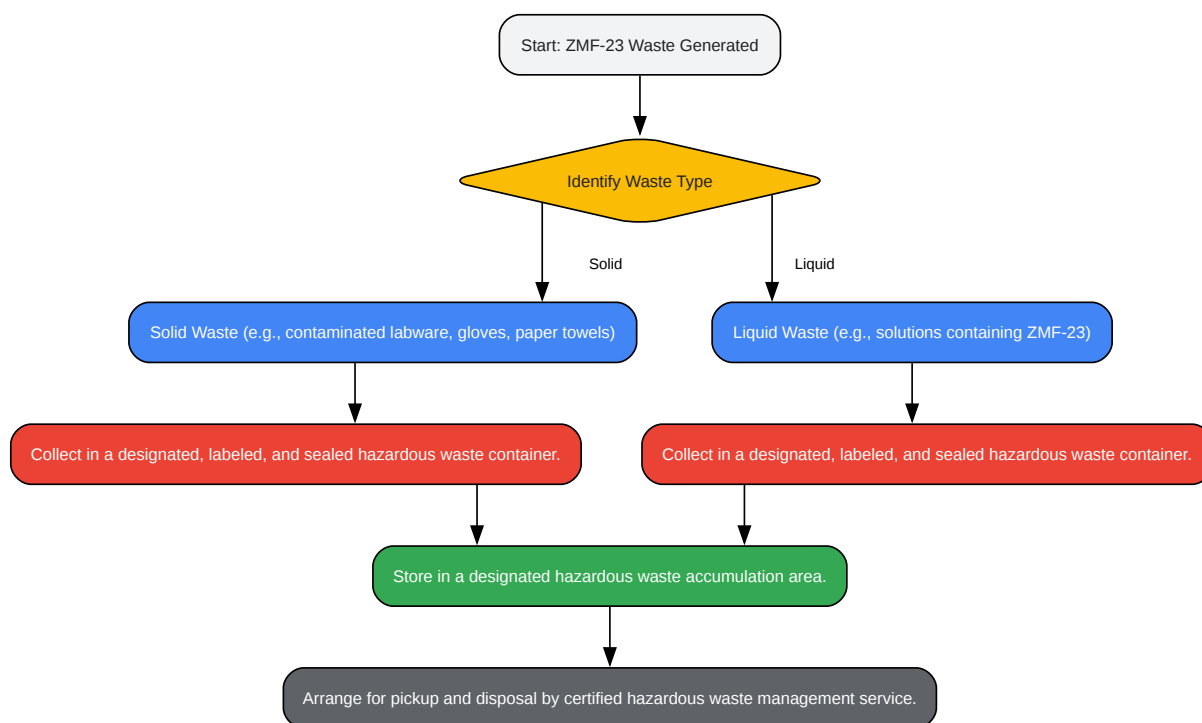 Start: ZMF-23 Waste Generated
Identify Waste Type
Solid
Liquid
Solid Waste (e.g., contaminated labware, gloves, paper towels)
Liquid Waste (e.g., solutions containing ZMF-23)
Collect in a designated, labeled, and sealed hazardous waste container.
Collect in a designated, labeled, and sealed hazardous waste container.
Store in a designated hazardous waste accumulation area.
Arrange for pickup and disposal by certified hazardous waste management service.